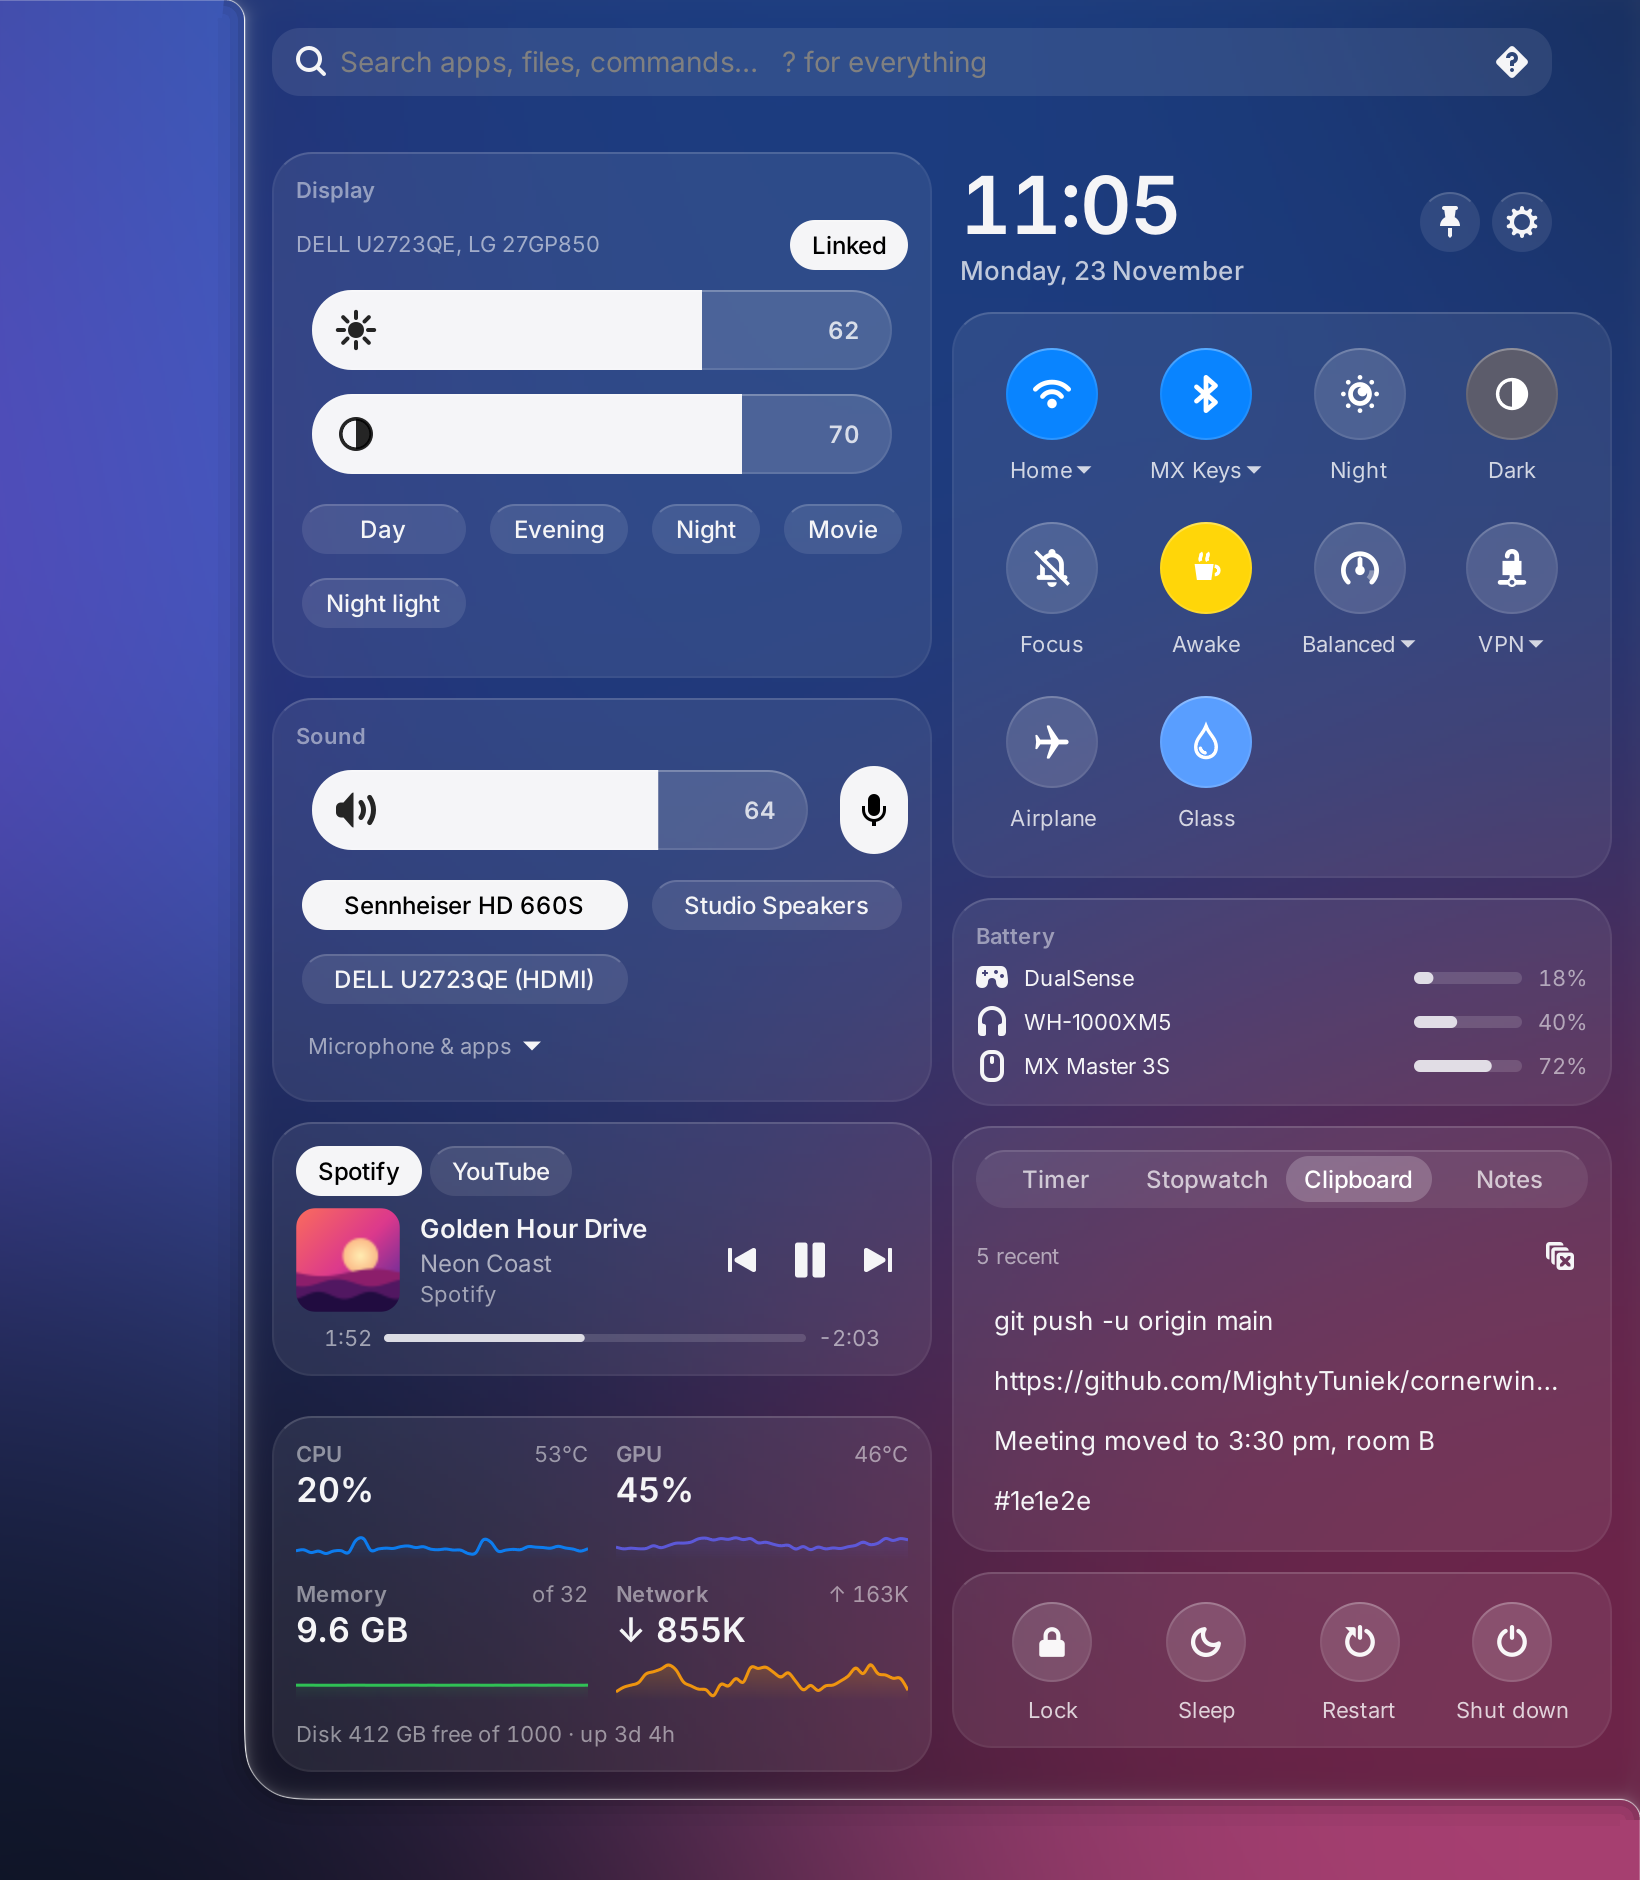 Search apps, files, commands... ? for everything
Display
DELL U2723QE, LG 27GP850
Linked
62
70
Day
Evening
Night
Movie
Night light
Sound
64
Sennheiser HD 660S
Studio Speakers
DELL U2723QE (HDMI)
Microphone & apps
Spotify
YouTube
Golden Hour Drive
Neon Coast
Spotify
1:52
-2:03
CPU
53°C
20%
GPU
46°C
45%
Memory
of 32
9.6 GB
Network
↑ 163K
↓ 855K
Disk 412 GB free of 1000 · up 3d 4h
11:05
Monday, 23 November
Home
MX Keys
Night
Dark
Focus
Awake
Balanced
VPN
Airplane
Glass
Battery
DualSense
18%
WH-1000XM5
40%
MX Master 3S
72%
Timer
Stopwatch
Clipboard
Notes
5 recent
git push -u origin main
https://github.com/MightyTuniek/cornerwin...
Meeting moved to 3:30 pm, room B
#1e1e2e
Lock
Sleep
Restart
Shut down